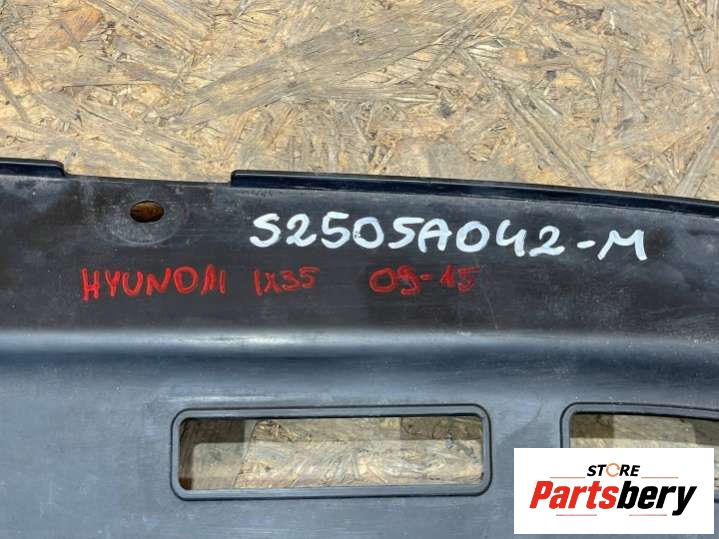 S2505A042-M
HYUNDAI IX35 09-15
STORE
Partsbery